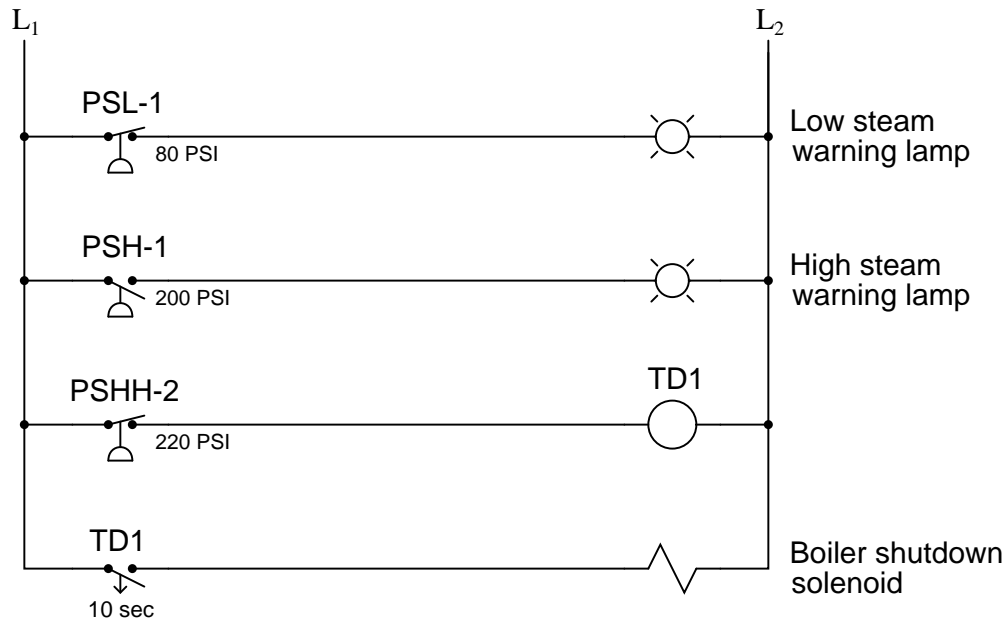 L1
L2
PSL-1
80 PSI
Low steam
warning lamp
PSH-1
200 PSI
High steam
warning lamp
PSHH-2
220 PSI
TD1
TD1
10 sec
Boiler shutdown
solenoid